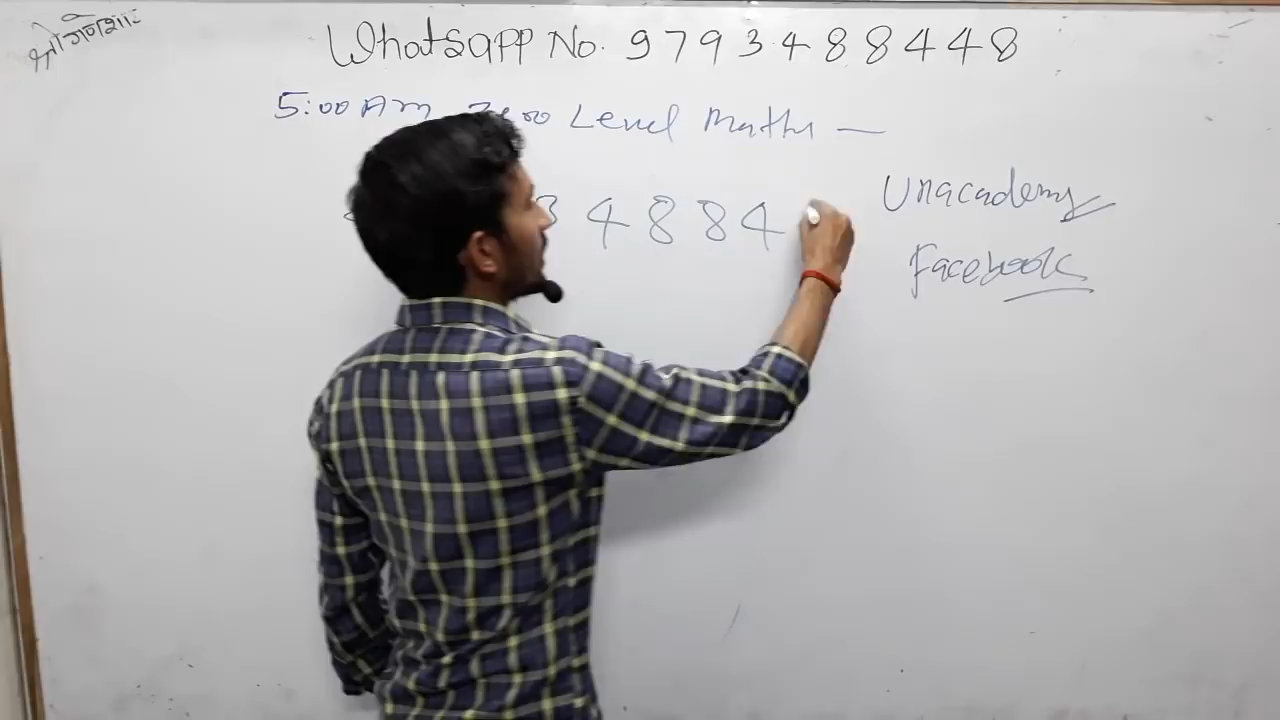 श्री गणेशाय
Whatsapp No. 9793488448
5:00 Am Zero Level Maths —
3 4 8 8 4
Unacademy
Facebook